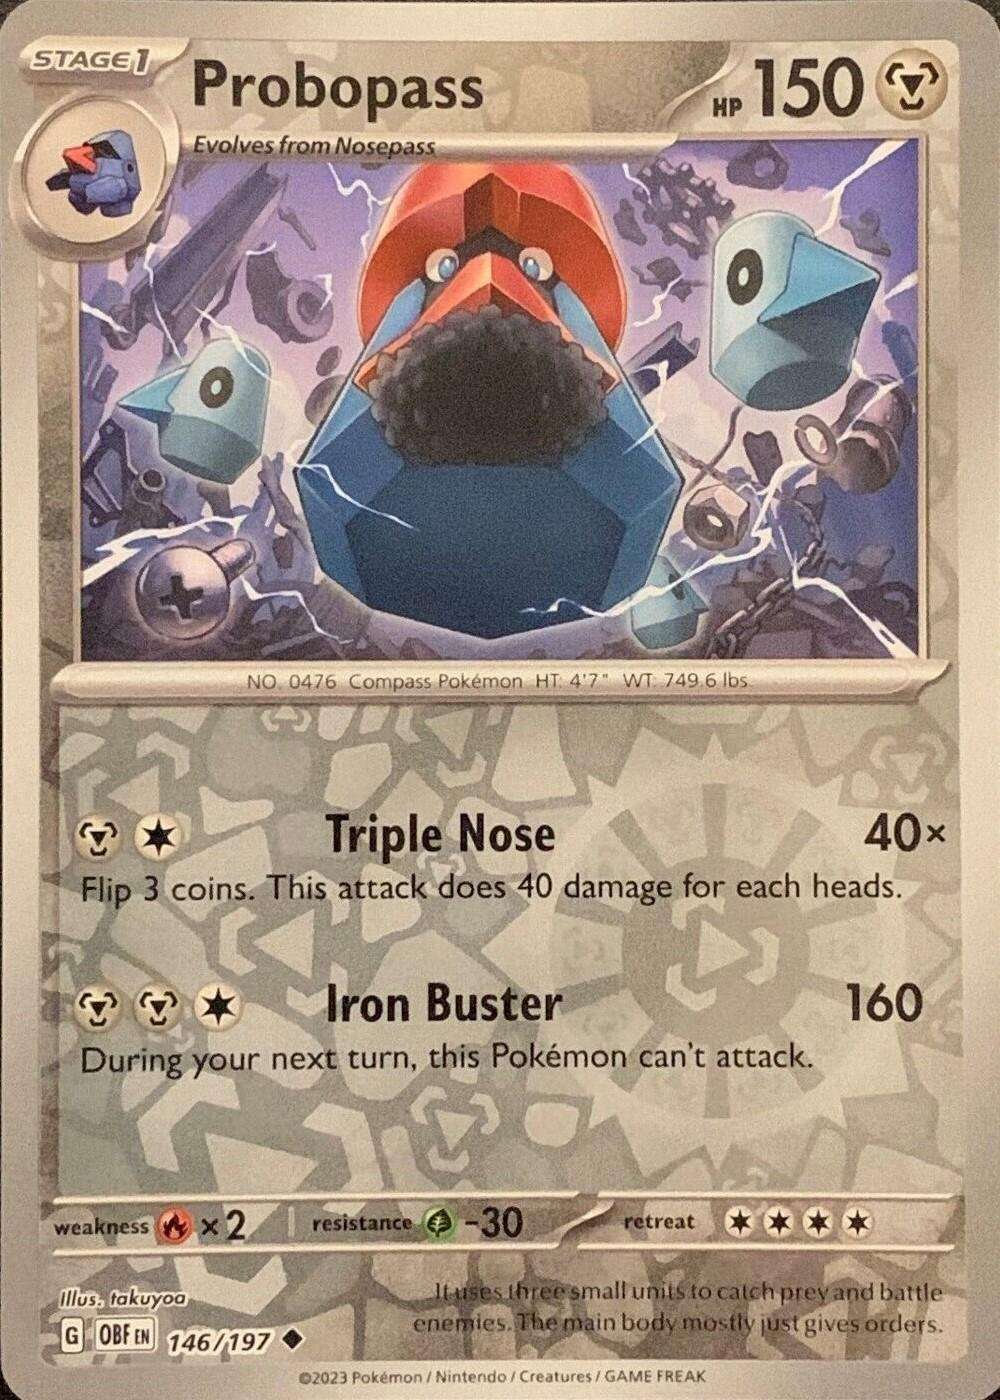 STAGE1
Probopass
HP 150
Evolves from Nosepass
NO. 0476 Compass Pokémon HT: 4'7" WT: 749.6 lbs.
Triple Nose 40×
Flip 3 coins. This attack does 40 damage for each heads.
Iron Buster 160
During your next turn, this Pokémon can't attack.
weakness ×2 resistance -30 retreat
Illus. takuyoa
It uses three small units to catch prey and battle
enemies. The main body mostly just gives orders.
G OBF EN 146/197
©2023 Pokémon / Nintendo / Creatures / GAME FREAK